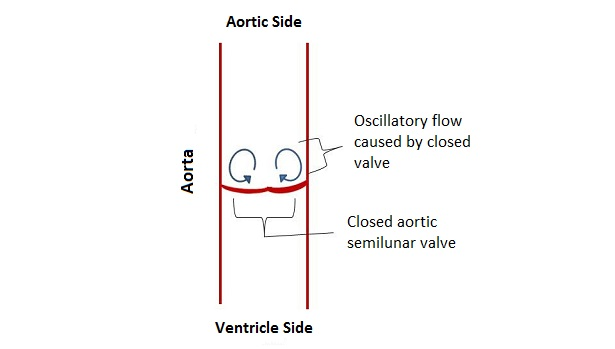 Aortic Side
Oscillatory flow
caused by closed
valve
Aorta
Closed aortic
semilunar valve
Ventricle Side